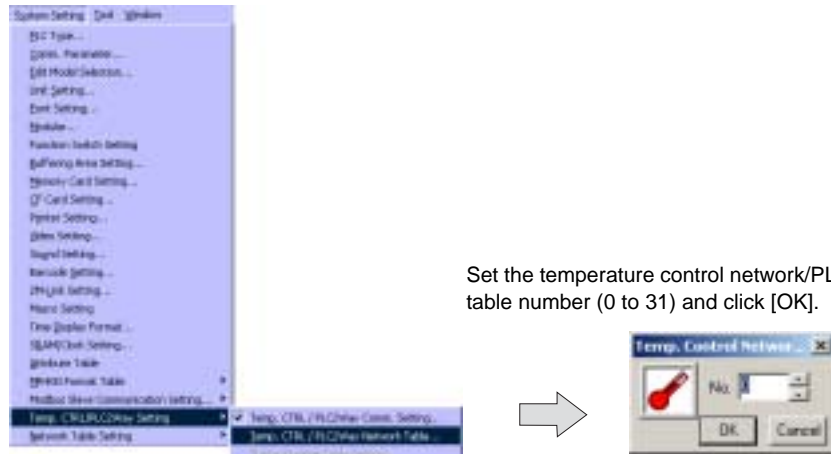 System Setting Tool Window
PLC Type...
Comm. Parameter...
Edit Model Selection...
Unit Setting...
Font Setting...
Modular...
Function Switch Setting
Buffering Area Setting...
Memory Card Setting...
CF Card Setting...
Printer Setting...
Video Setting...
Sound Setting...
Barcode Setting...
Macro Setting
Time Display Format...
SRAM/Clock Setting...
Attribute Table
Modbus Slave Communication Setting...
Temp. CTRL/PLC2Way Setting
Temp. CTRL / PLC2Way Comm. Setting...
Temp. CTRL / PLC2Way Network Table...
Network Table Setting
Set the temperature control network/PL
table number (0 to 31) and click [OK].
Temp. Control Networ...
No.
OK Cancel